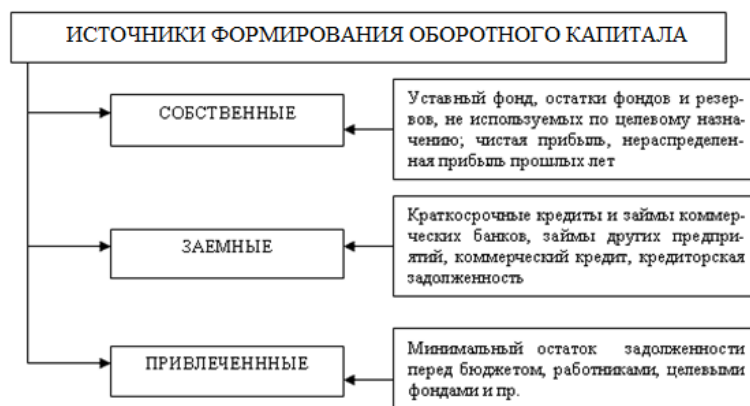 ИСТОЧНИКИ ФОРМИРОВАНИЯ ОБОРОТНОГО КАПИТАЛА
СОБСТВЕННЫЕ
Уставный фонд, остатки фондов и резер-
вов, не используемых по целевому назна-
чению; чистая прибыль, нераспределен-
ная прибыль прошлых лет
ЗАЕМНЫЕ
Краткосрочные кредиты и займы коммер-
ческих банков, займы других предпри-
ятий, коммерческий кредит, кредиторская
задолженность
ПРИВЛЕЧЕНННЫЕ
Минимальный остаток задолженности
перед бюджетом, работниками, целевыми
фондами и пр.